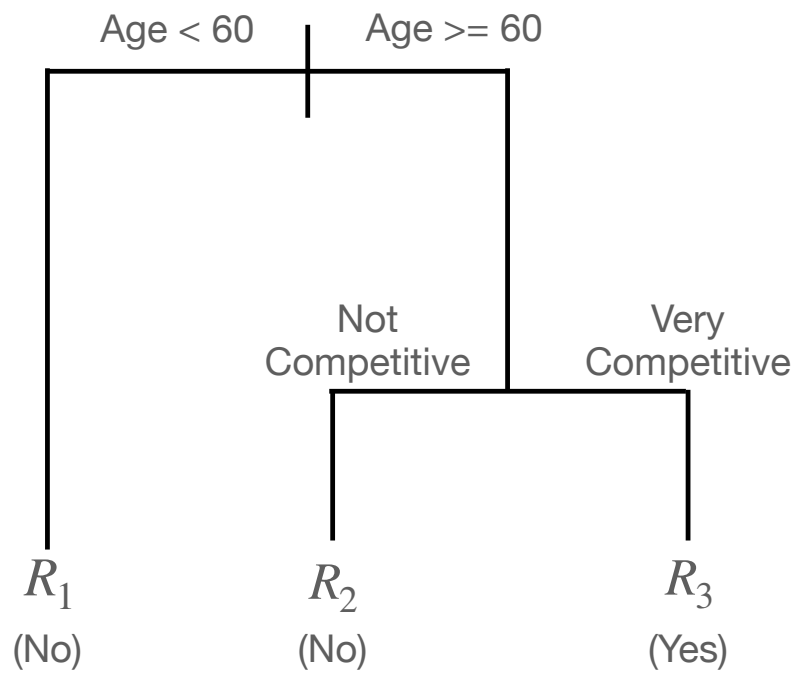 Age < 60
Age >= 60
Not
Competitive
Very
Competitive
R₁
R₂
R₃
(No)
(No)
(Yes)